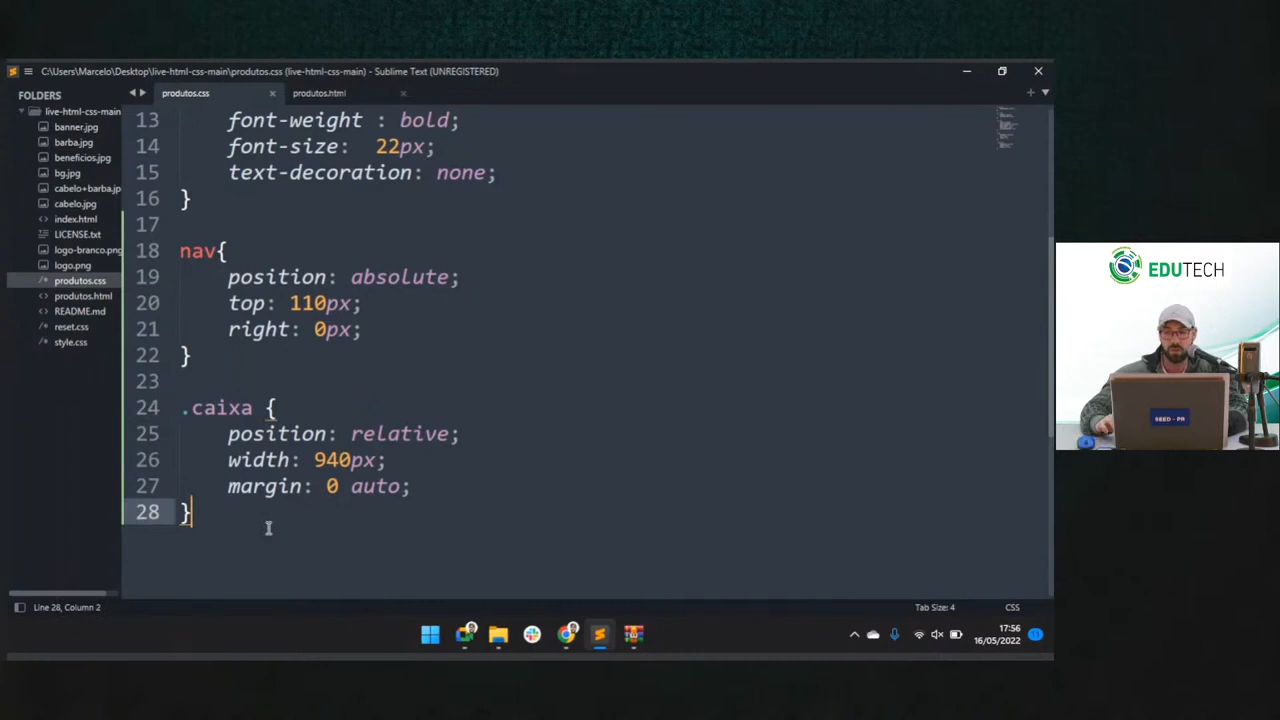 C:\Users\Marcelo\Desktop\live-html-css-main\produtos.css (live-html-css-main) - Sublime Text (UNREGISTERED)
FOLDERS
live-html-css-main
banner.jpg
barba.jpg
beneficios.jpg
bg.jpg
cabelo+barba.jp
cabelo.jpg
index.html
LICENSE.txt
logo-branco.png
logo.png
produtos.css
produtos.html
README.md
reset.css
style.css
produtos.css
produtos.html
13 font-weight : bold;
14 font-size: 22px;
15 text-decoration: none;
16 }
17
18 nav{
19 position: absolute;
20 top: 110px;
21 right: 0px;
22 }
23
24 .caixa {
25 position: relative;
26 width: 940px;
27 margin: 0 auto;
28 }
Line 28, Column 2
Tab Size: 4
CSS
17:56
16/05/2022
11
EDUTECH
SEED - PR